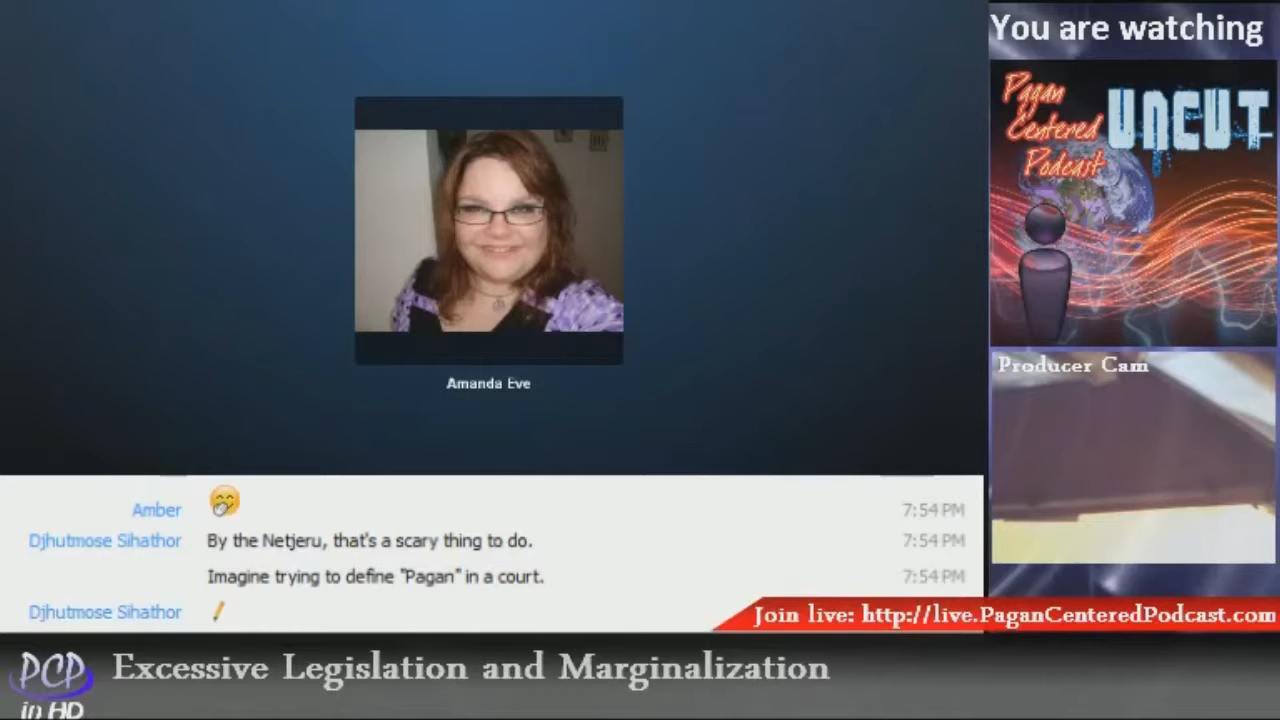 You are watching
Pagan
Centered
Podcast
UNCUT
Producer Cam
Amanda Eve
Amber 7:54 PM
Djhutmose Sihathor By the Netjeru, that's a scary thing to do. 7:54 PM
Imagine trying to define "Pagan" in a court. 7:54 PM
Djhutmose Sihathor
Join live: http://live.PaganCenteredPodcast.com
PCP
in HD
Excessive Legislation and Marginalization